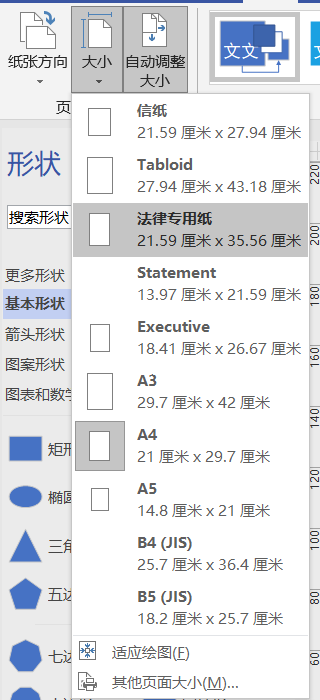 纸张方向
大小
自动调整
大小
文文
页
形状
搜索形状
更多形状
基本形状
箭头形状
图案形状
图表和数学
矩形
椭圆
三角
五边
七边
信纸
21.59 厘米 x 27.94 厘米
Tabloid
27.94 厘米 x 43.18 厘米
法律专用纸
21.59 厘米 x 35.56 厘米
Statement
13.97 厘米 x 21.59 厘米
Executive
18.41 厘米 x 26.67 厘米
A3
29.7 厘米 x 42 厘米
A4
21 厘米 x 29.7 厘米
A5
14.8 厘米 x 21 厘米
B4 (JIS)
25.7 厘米 x 36.4 厘米
B5 (JIS)
18.2 厘米 x 25.7 厘米
适应绘图(F)
其他页面大小(M)...
220
200
180
160
140
120
100
80
60